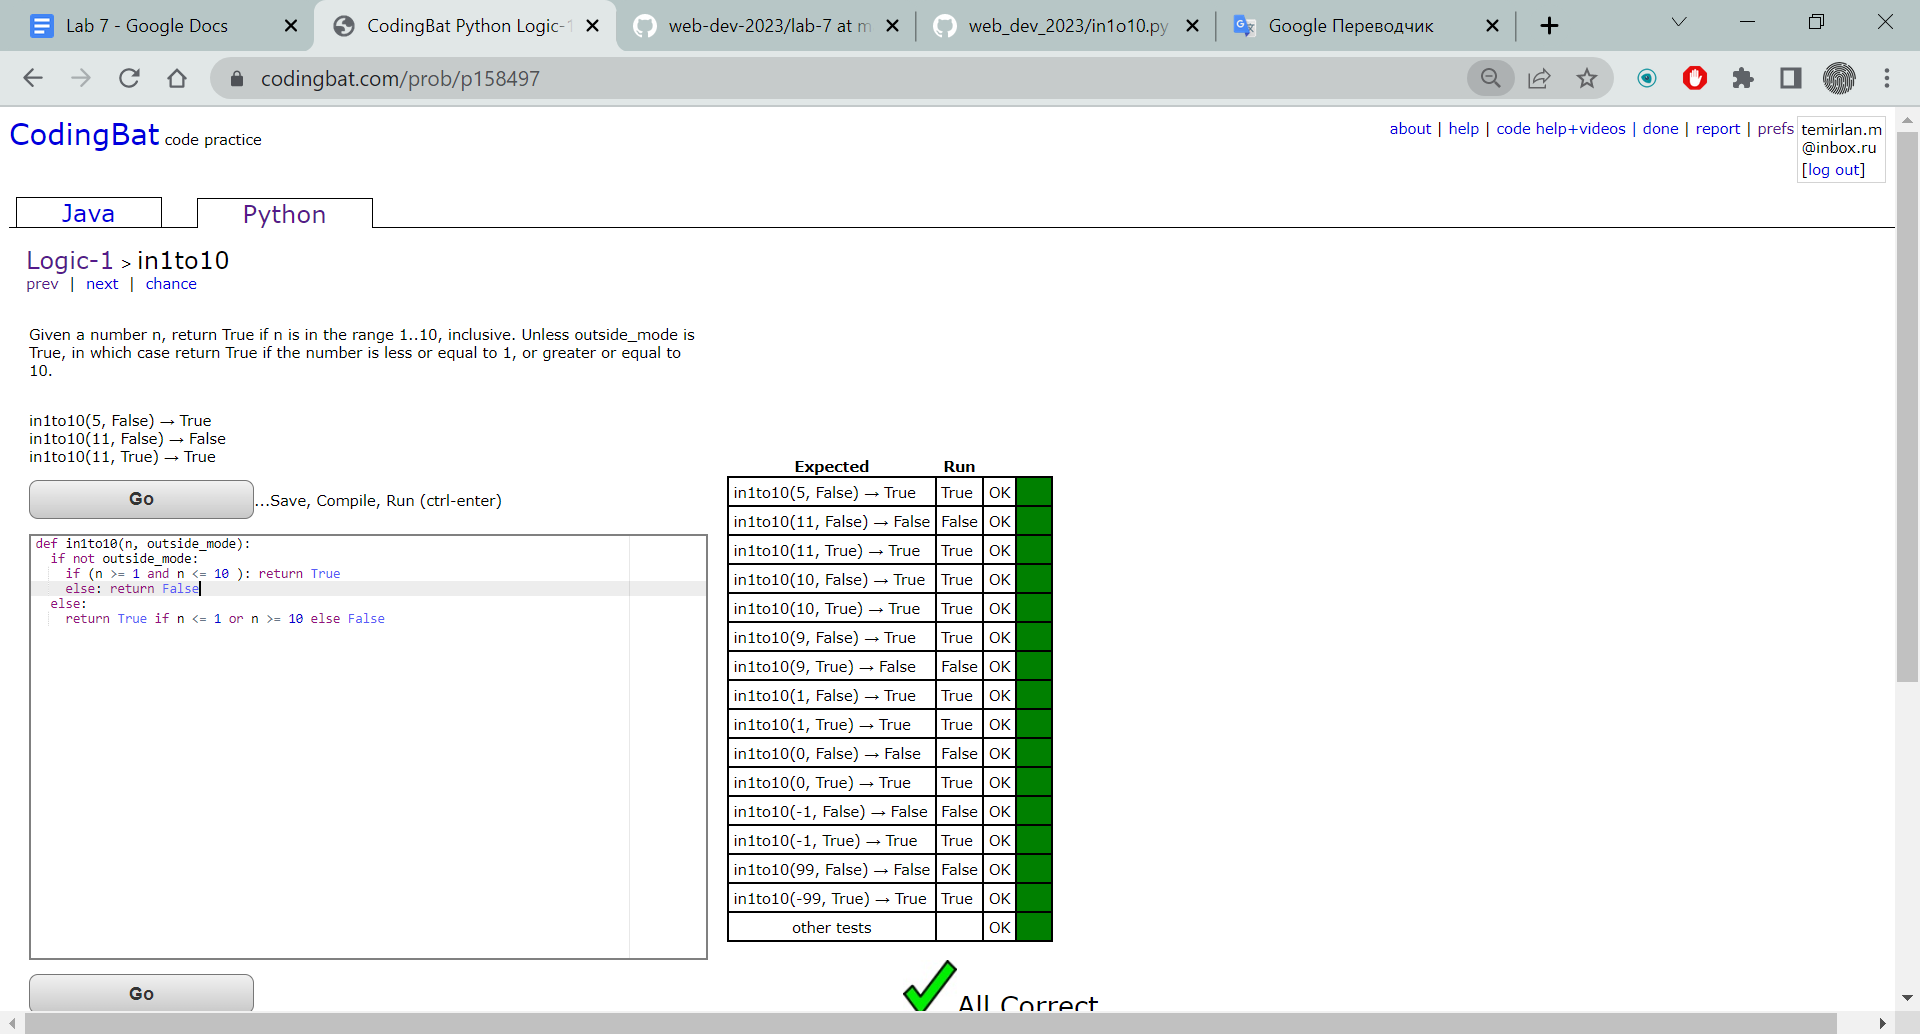 Lab 7 - Google Docs
CodingBat Python Logic-1
web-dev-2023/lab-7 at m
web_dev_2023/in1o10.py
Google Переводчик
codingbat.com/prob/p158497
CodingBat code practice
about | help | code help+videos | done | report | prefs
temirlan.m
@inbox.ru
[log out]
Java
Python
Logic-1 > in1to10
prev | next | chance
Given a number n, return True if n is in the range 1..10, inclusive. Unless outside_mode is
True, in which case return True if the number is less or equal to 1, or greater or equal to
10.
in1to10(5, False) → True
in1to10(11, False) → False
in1to10(11, True) → True
Go ...Save, Compile, Run (ctrl-enter)
def in1to10(n, outside_mode):
if not outside_mode:
if (n >= 1 and n <= 10 ): return True
else: return False
else:
return True if n <= 1 or n >= 10 else False
Go
Expected Run
in1to10(5, False) → True True OK
in1to10(11, False) → False False OK
in1to10(11, True) → True True OK
in1to10(10, False) → True True OK
in1to10(10, True) → True True OK
in1to10(9, False) → True True OK
in1to10(9, True) → False False OK
in1to10(1, False) → True True OK
in1to10(1, True) → True True OK
in1to10(0, False) → False False OK
in1to10(0, True) → True True OK
in1to10(-1, False) → False False OK
in1to10(-1, True) → True True OK
in1to10(99, False) → False False OK
in1to10(-99, True) → True True OK
other tests OK
All Correct